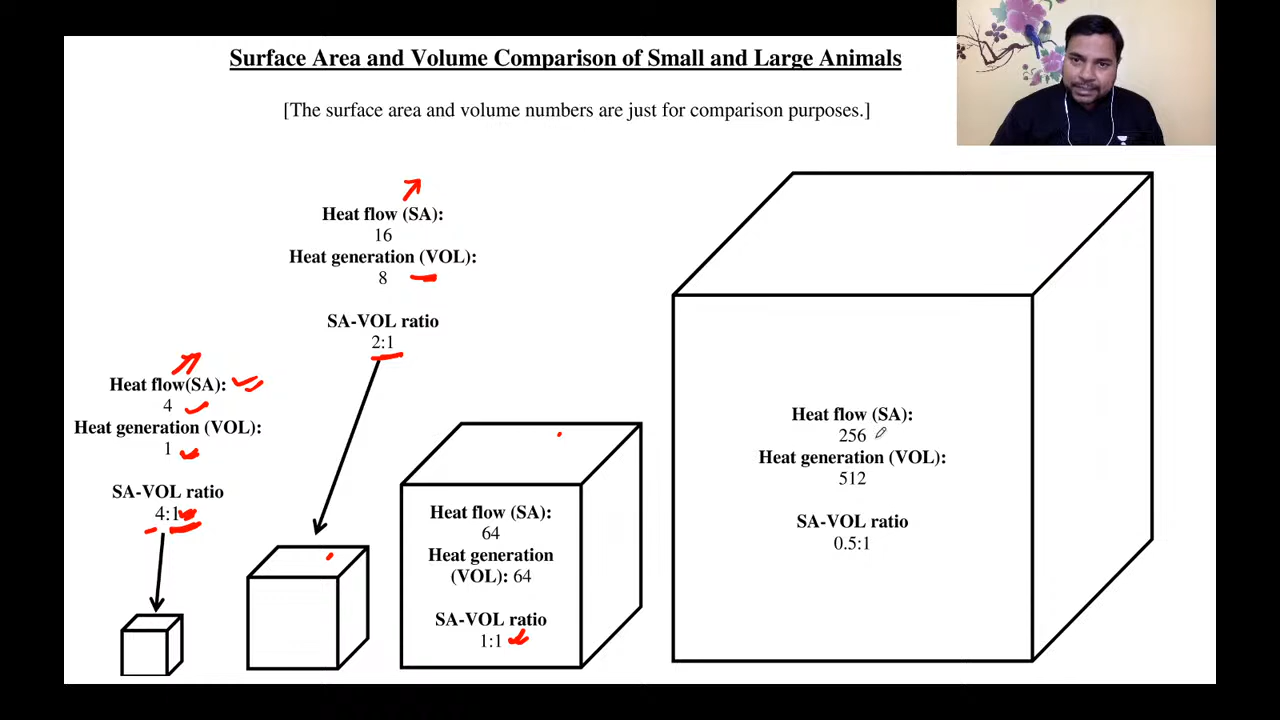 Surface Area and Volume Comparison of Small and Large Animals
[The surface area and volume numbers are just for comparison purposes.]
Heat flow(SA):
4
Heat generation (VOL):
1
SA-VOL ratio
4:1
Heat flow (SA):
16
Heat generation (VOL):
8
SA-VOL ratio
2:1
Heat flow (SA):
64
Heat generation
(VOL): 64
SA-VOL ratio
1:1
Heat flow (SA):
256
Heat generation (VOL):
512
SA-VOL ratio
0.5:1